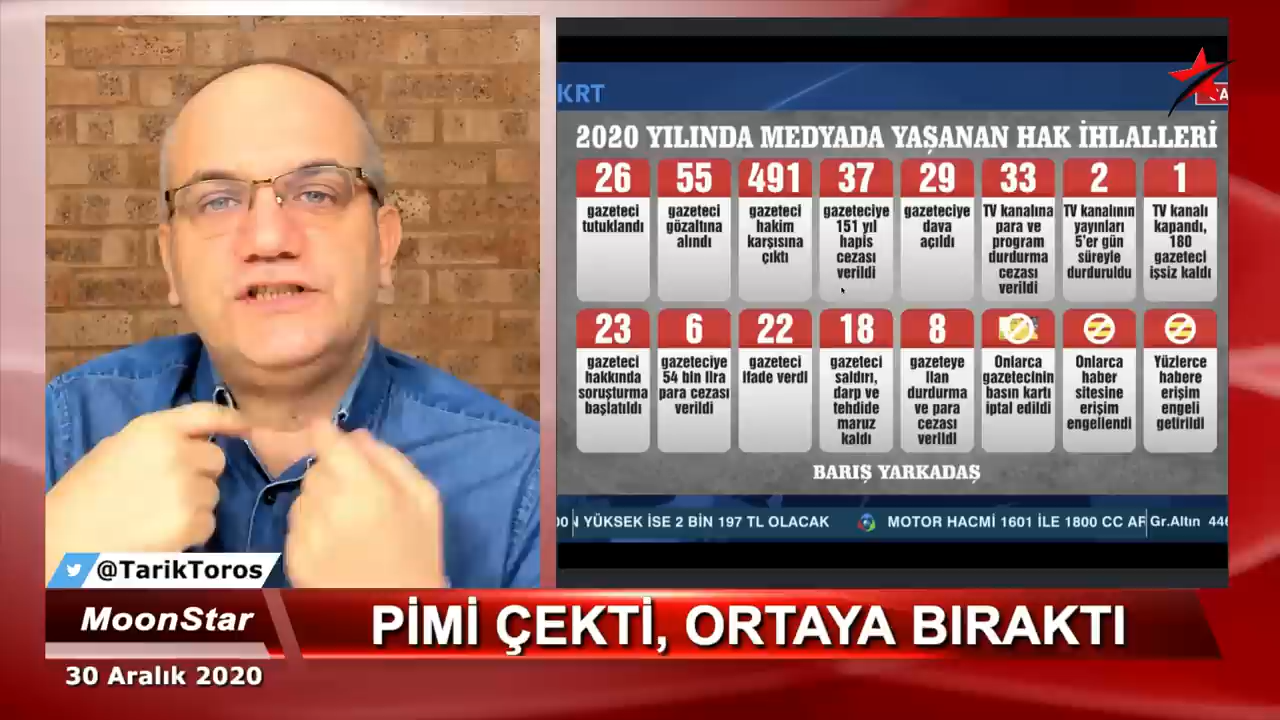 KRT
2020 YILINDA MEDYADA YAŞANAN HAK İHLALLERİ
26
gazeteci
tutuklandı
55
gazeteci
gözaltına
alındı
491
gazeteci
hakim
karşısına
çıktı
37
gazeteciye
151 yıl
hapis
cezası
verildi
29
gazeteciye
dava
açıldı
33
TV kanalına
para ve
program
durdurma
cezası
verildi
2
TV kanalının
yayınları
5'er gün
süreyle
durduruldu
1
TV kanalı
kapandı,
180
gazeteci
işsiz kaldı
23
gazeteci
hakkında
soruşturma
başlatıldı
6
gazeteciye
54 bin lira
para cezası
verildi
22
gazeteci
ifade verdi
18
gazeteci
saldırı,
darp ve
tehdide
maruz
kaldı
8
gazeteye
ilan
durdurma
ve para
cezası
verildi
Onlarca
gazetecinin
basın kartı
iptal edildi
Onlarca
haber
sitesine
erişim
engellendi
Yüzlerce
habere
erişim
engeli
getirildi
BARIŞ YARKADAŞ
YÜKSEK İSE 2 BİN 197 TL OLACAK MOTOR HACMİ 1601 İLE 1800 CC Gr.Altın 446
@TarikToros
MoonStar
PİMİ ÇEKTİ, ORTAYA BIRAKTI
30 Aralık 2020